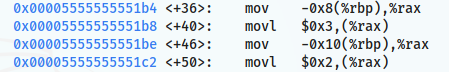 0x00005555555551b4 <+36>: mov -0x8(%rbp),%rax
0x00005555555551b8 <+40>: movl $0x3,(%rax)
0x00005555555551be <+46>: mov -0x10(%rbp),%rax
0x00005555555551c2 <+50>: movl $0x2,(%rax)